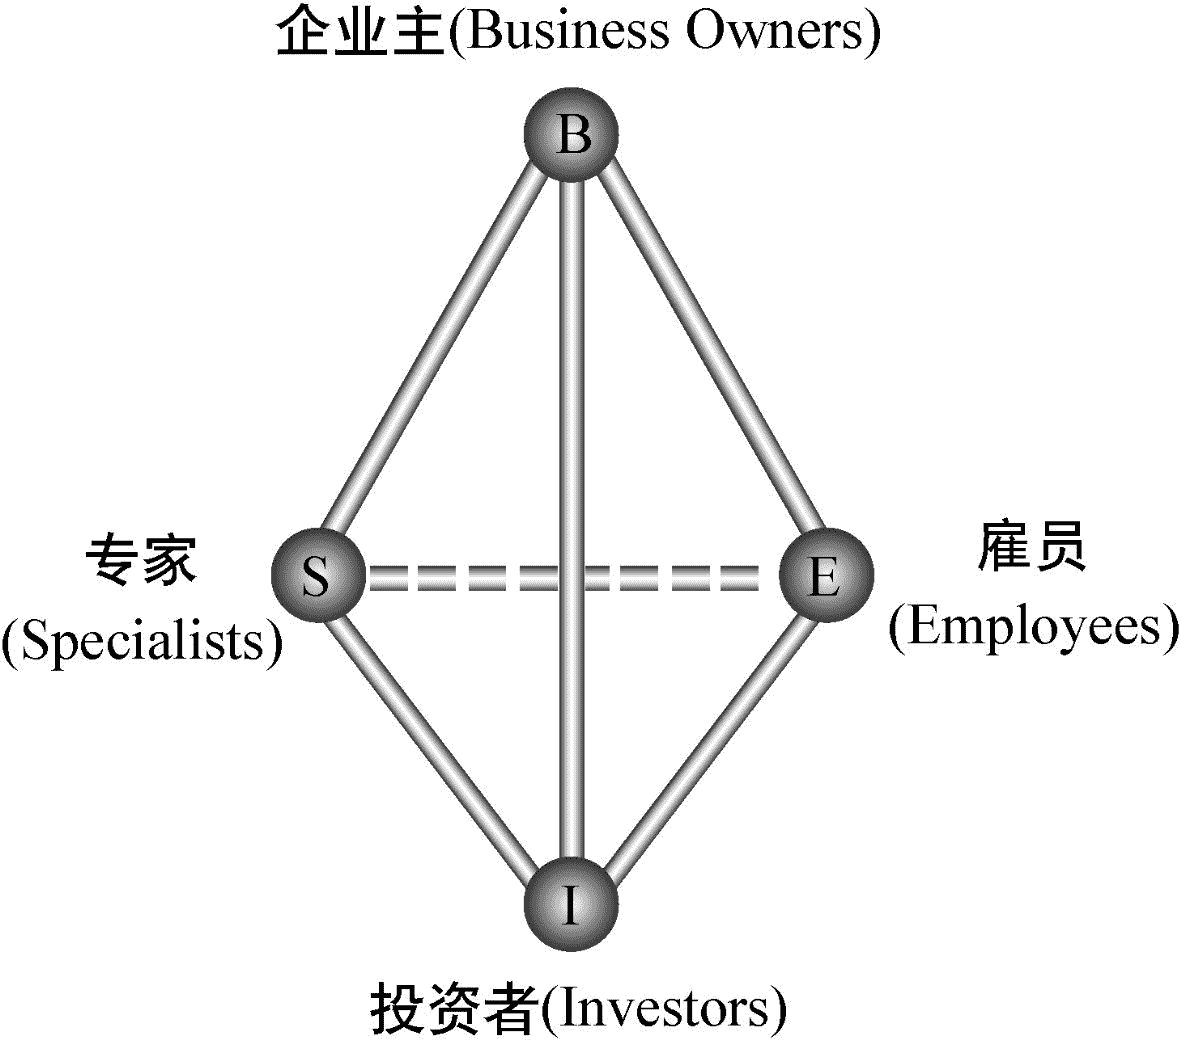 企业主(Business Owners)
B
专家
(Specialists)
S
E
雇员
(Employees)
I
投资者(Investors)